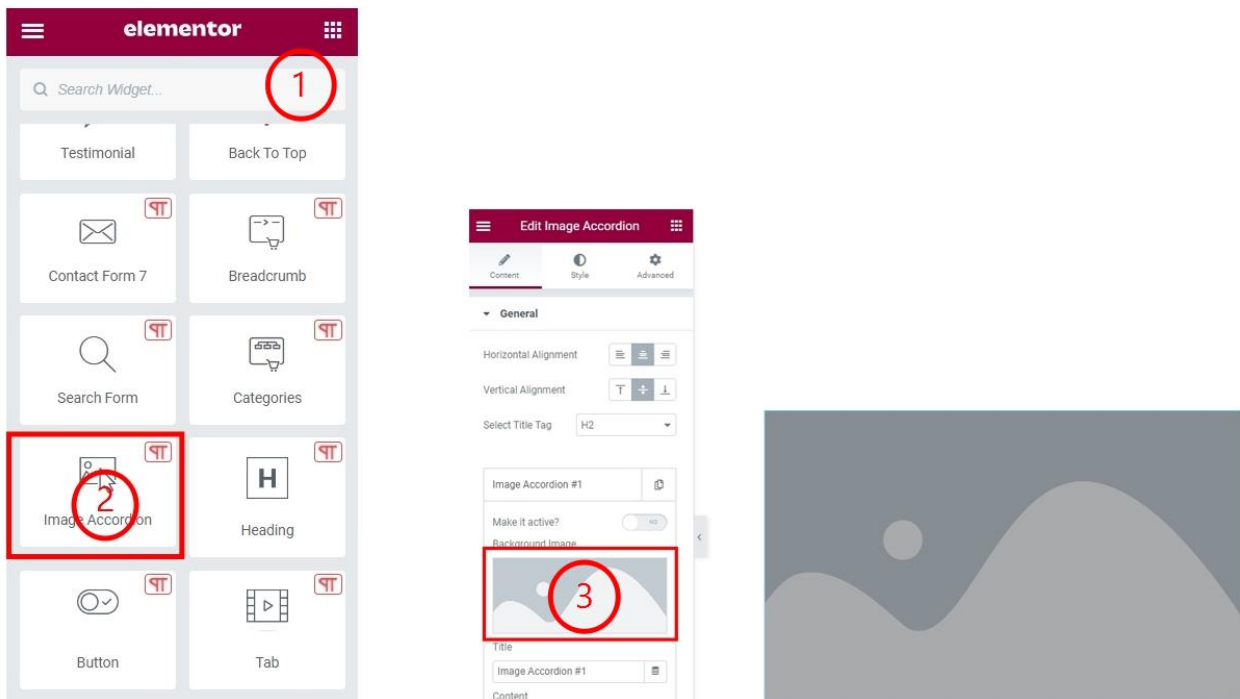 elementor
Search Widget...
1
Testimonial
Back To Top
Contact Form 7
Breadcrumb
Search Form
Categories
Image Accordion
2
H
Heading
Button
Tab
Edit Image Accordion
Content
Style
Advanced
General
Horizontal Alignment
Vertical Alignment
Select Title Tag
H2
Image Accordion #1
Make it active?
NO
Background Image
3
Title
Image Accordion #1
Content